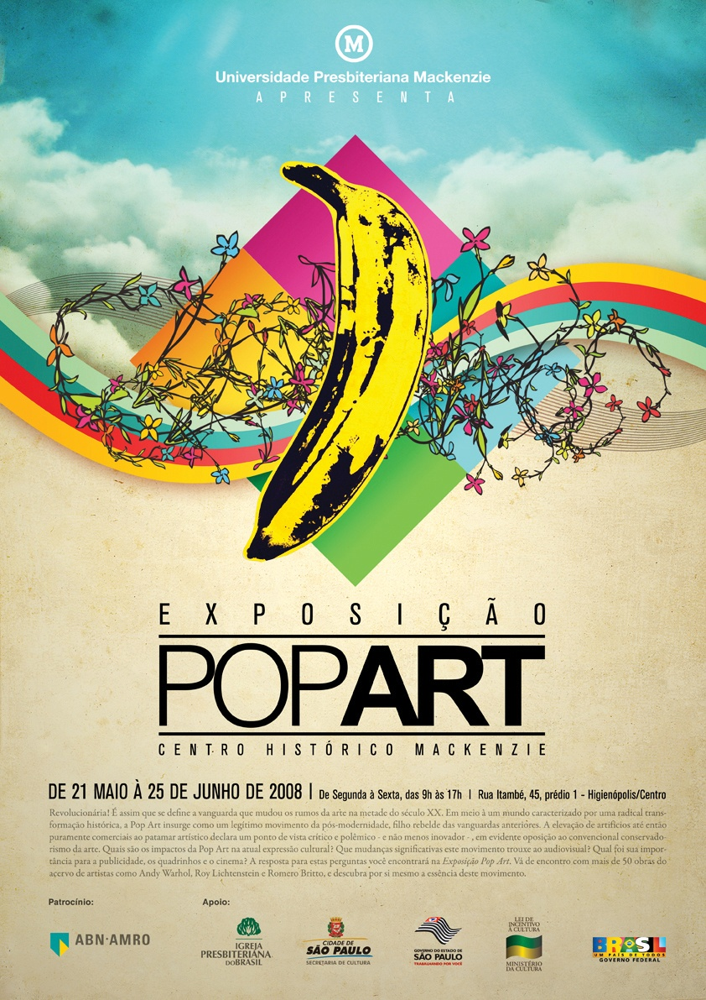 M
Universidade Presbiteriana Mackenzie
APRESENTA
EXPOSIÇÃO
POPART
CENTRO HISTÓRICO MACKENZIE
DE 21 MAIO À 25 DE JUNHO DE 2008 | De Segunda à Sexta, das 9h às 17h | Rua Itambé, 45, prédio 1 - Higienópolis/Centro
Revolucionária! É assim que se define a vanguarda que mudou os rumos da arte na metade do século XX. Em meio à um mundo caracterizado por uma radical trans-
formação histórica, a Pop Art insurge como um legítimo movimento da pós-modernidade, filho rebelde das vanguardas anteriores. A elevação de artifícios até então
puramente comerciais ao patamar artístico declara um ponto de vista crítico e polêmico - e não menos inovador - , em evidente oposição ao convencional conservado-
rismo da arte. Quais são os impactos da Pop Art na atual expressão cultural? Que mudanças significativas este movimento trouxe ao audiovisual? Qual foi sua impor-
tância para a publicidade, os quadrinhos e o cinema? A resposta para estas perguntas você encontrará na Exposição Pop Art. Vá de encontro com mais de 50 obras do
acervo de artistas como Andy Warhol, Roy Lichtenstein e Romero Britto, e descubra por si mesmo a essência deste movimento.
Patrocínio:
Apoio:
ABN·AMRO
IGREJA
PRESBITERIANA
DO BRASIL
CIDADE DE
SÃO PAULO
SECRETARIA DE CULTURA
GOVERNO DO ESTADO DE
SÃO PAULO
TRABALHANDO POR VOCÊ
LEI DE
INCENTIVO
À CULTURA
MINISTÉRIO
DA CULTURA
BRASIL
UM PAÍS DE TODOS
GOVERNO FEDERAL